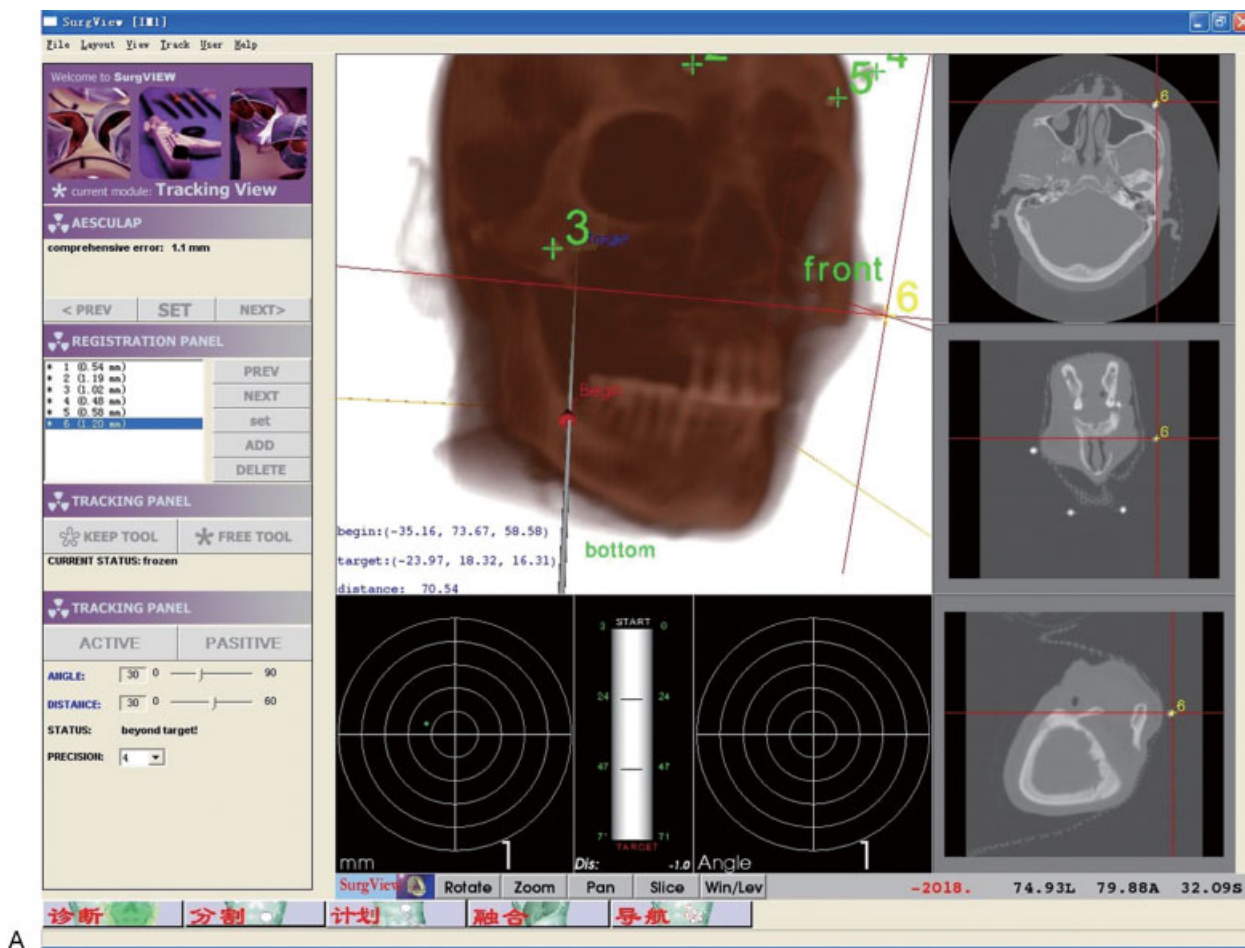 SurgView [IM1]
File Layout View Track User Help
Welcome to SurgVIEW
current module: Tracking View
AESCULAP
comprehensive error: 1.1 mm
< PREV SET NEXT>
REGISTRATION PANEL
* 1 (0.54 mm)
* 2 (1.19 mm)
* 3 (1.02 mm)
* 4 (0.48 mm)
* 5 (0.58 mm)
* 6 (1.20 mm)
PREV
NEXT
set
ADD
DELETE
TRACKING PANEL
KEEP TOOL FREE TOOL
CURRENT STATUS: frozen
TRACKING PANEL
ACTIVE PASITIVE
ANGLE: 30 0 90
DISTANCE: 30 0 60
STATUS: beyond target!
PRECISION: 4
2
5
4
3
Target
front
6
Begin
begin:(-35.16, 73.67, 58.58)
target:(-23.97, 18.32, 16.31)
distance: 70.54
bottom
6
6
6
mm
1
START
3 0
24 24
47 47
7' 71
TARGET
Dis: -1.0
Angle
1
SurgView Rotate Zoom Pan Slice Win/Lev
-2018. 74.93L 79.88A 32.09S
诊断 分割 计划 融合 导航
A